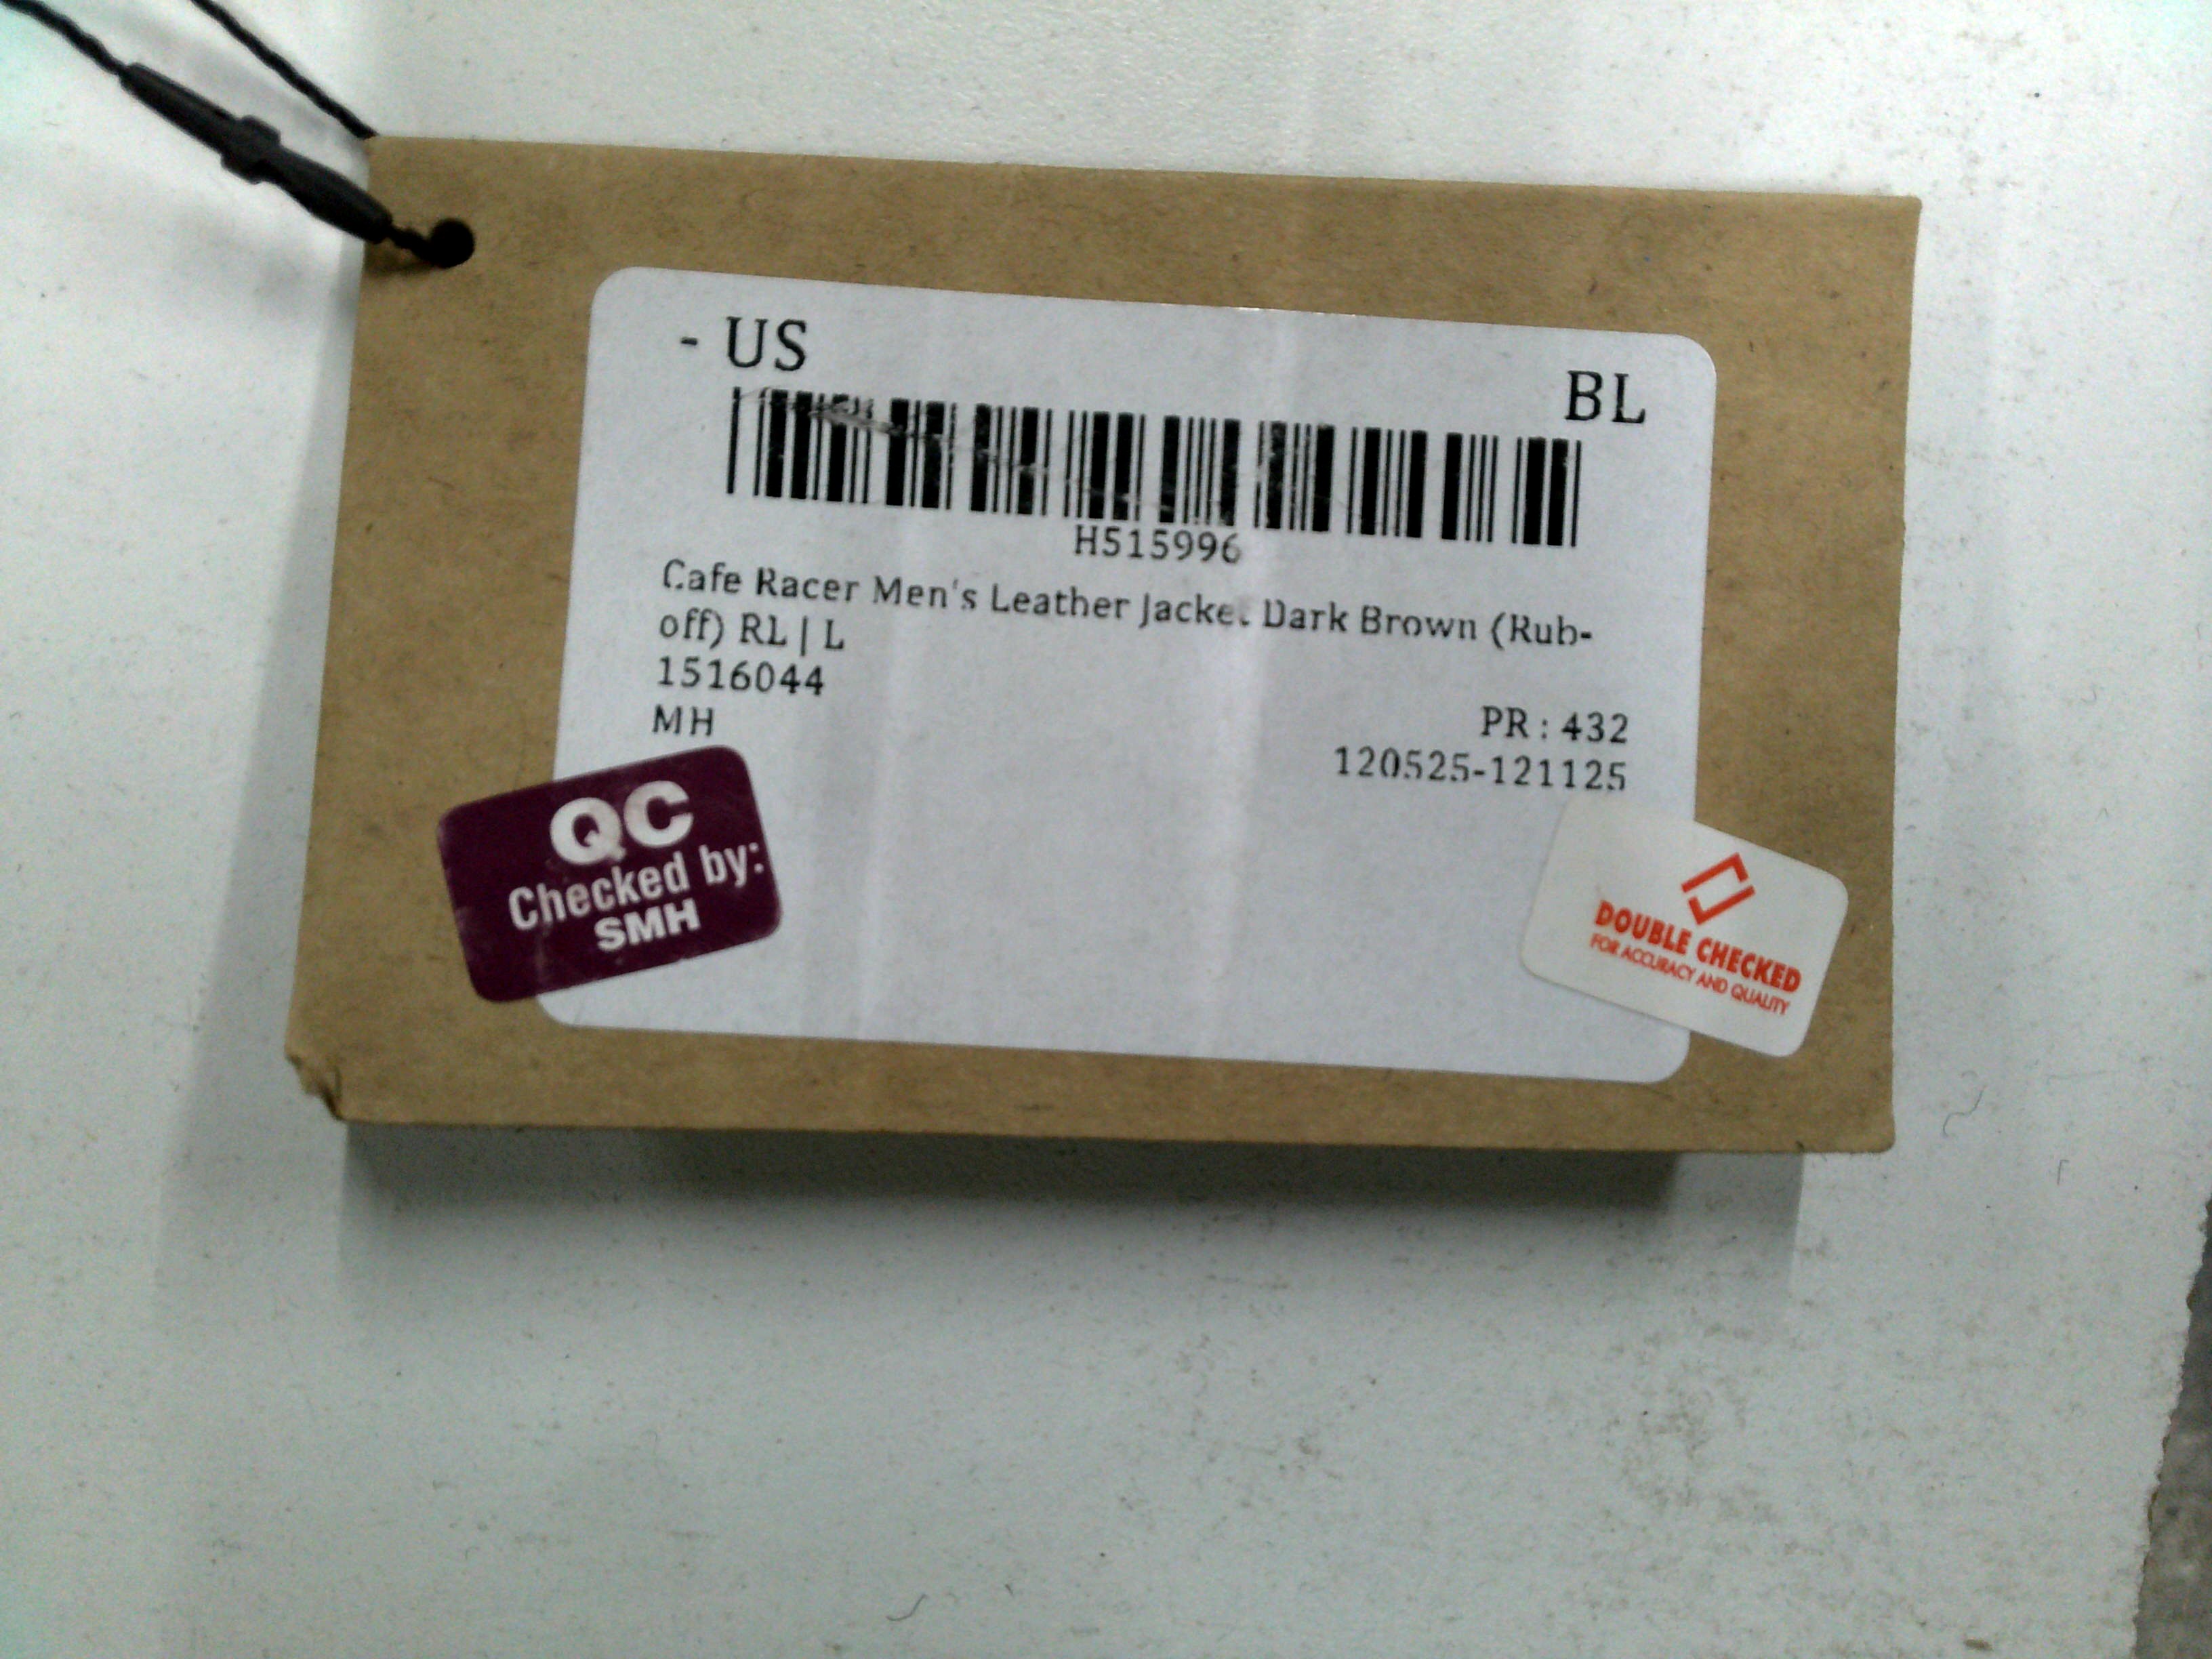 - US
BL
H515996
Cafe Racer Men's Leather Jacket Dark Brown (Rub-
off) RL | L
1516044
MH
PR : 432
120525-121125
QC
Checked by:
SMH
DOUBLE CHECKED
FOR ACCURACY AND QUALITY